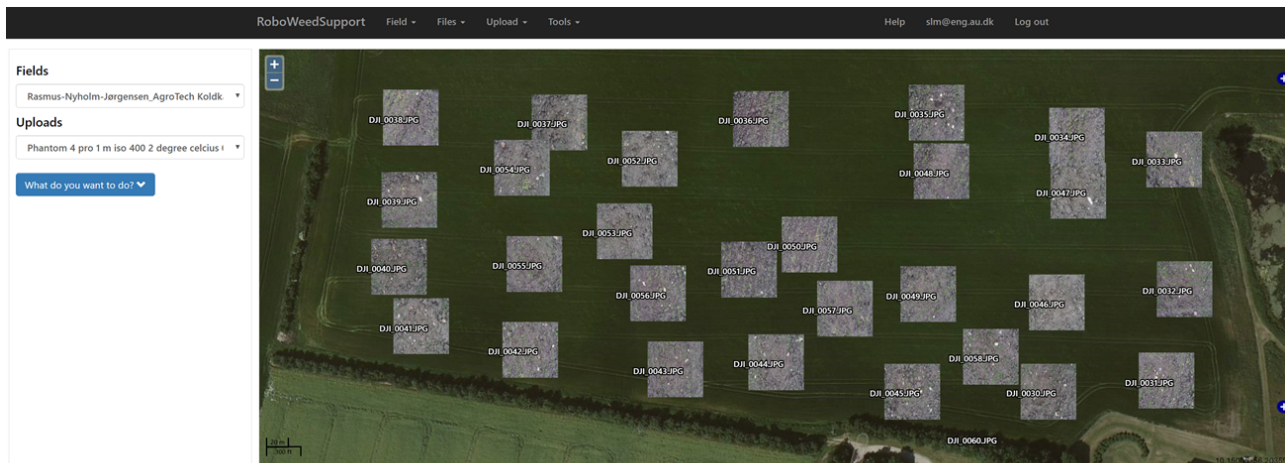 RoboWeedSupport Field Files Upload Tools Help slm@eng.au.dk Log out
Fields
Rasmus-Nyholm-Jørgensen_AgroTech Koldk
Uploads
Phantom 4 pro 1 m iso 400 2 degree celcius
What do you want to do?
+
−
DJI_0038.JPG
DJI_0037.JPG
DJI_0036.JPG
DJI_0035.JPG
DJI_0034.JPG
DJI_0033.JPG
DJI_0054.JPG
DJI_0052.JPG
DJI_0048.JPG
DJI_0047.JPG
DJI_0039.JPG
DJI_0053.JPG
DJI_0050.JPG
DJI_0040.JPG
DJI_0055.JPG
DJI_0051.JPG
DJI_0056.JPG
DJI_0057.JPG
DJI_0049.JPG
DJI_0046.JPG
DJI_0032.JPG
DJI_0041.JPG
DJI_0042.JPG
DJI_0043.JPG
DJI_0044.JPG
DJI_0058.JPG
DJI_0045.JPG
DJI_0030.JPG
DJI_0031.JPG
DJI_0060.JPG
20 m
100 ft